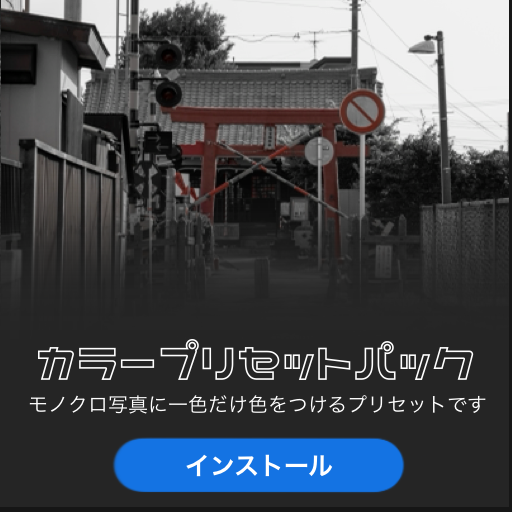 カラープリセットパック
モノクロ写真に一色だけ色をつけるプリセットです
インストール